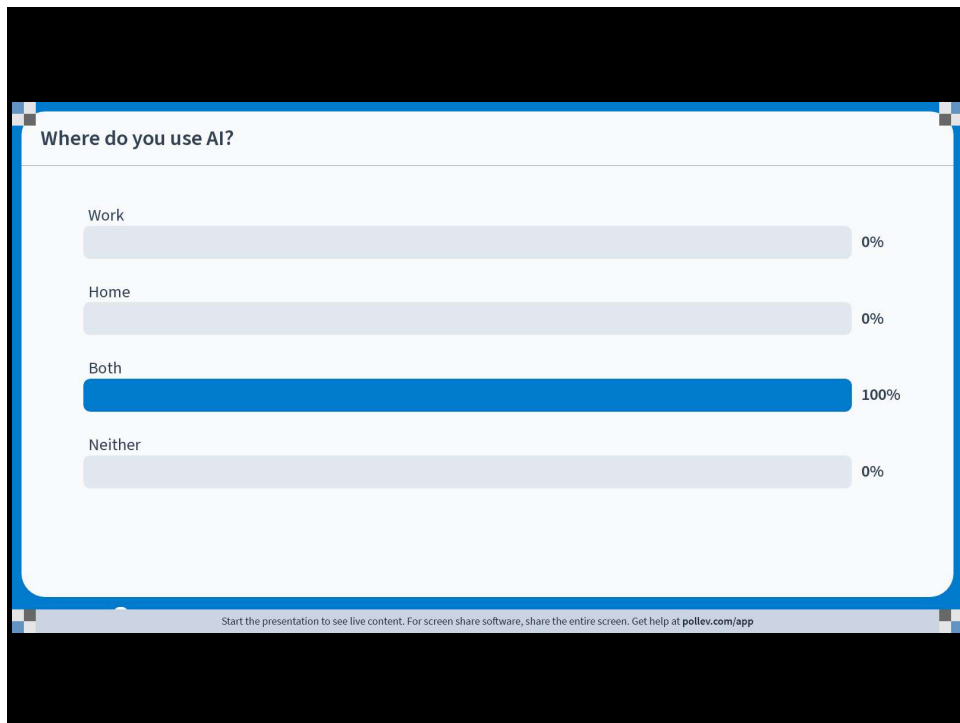 Where do you use AI?
Work
0%
Home
0%
Both
100%
Neither
0%
Start the presentation to see live content. For screen share software, share the entire screen. Get help at pollev.com/app